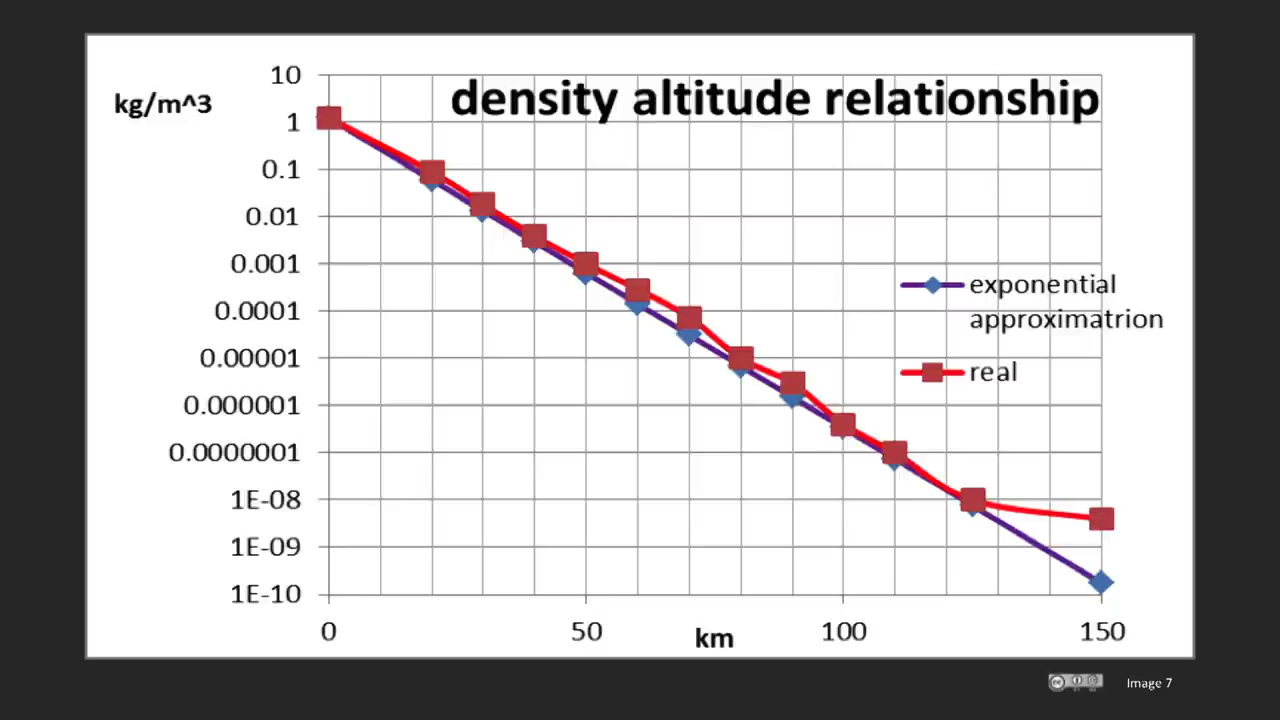 density altitude relationship
kg/m^3
10
1
0.1
0.01
0.001
0.0001
0.00001
0.000001
0.0000001
1E-08
1E-09
1E-10
exponential
approximatrion
real
0 50 100 150
km
Image 7